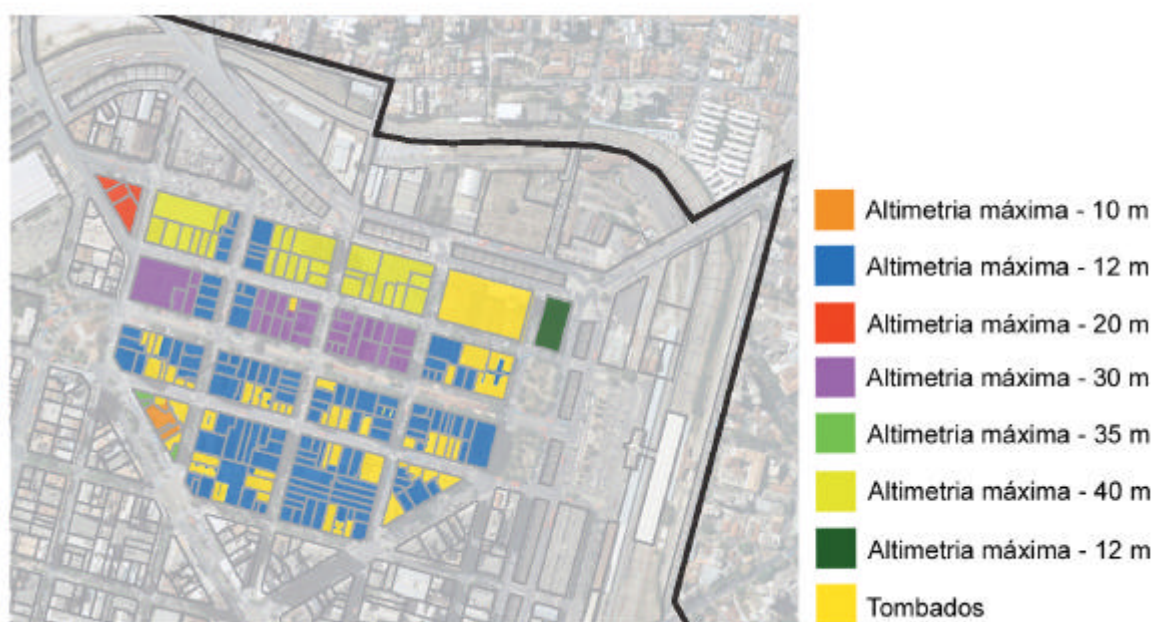 Altimetria máxima - 10 m
Altimetria máxima - 12 m
Altimetria máxima - 20 m
Altimetria máxima - 30 m
Altimetria máxima - 35 m
Altimetria máxima - 40 m
Altimetria máxima - 12 m
Tombados